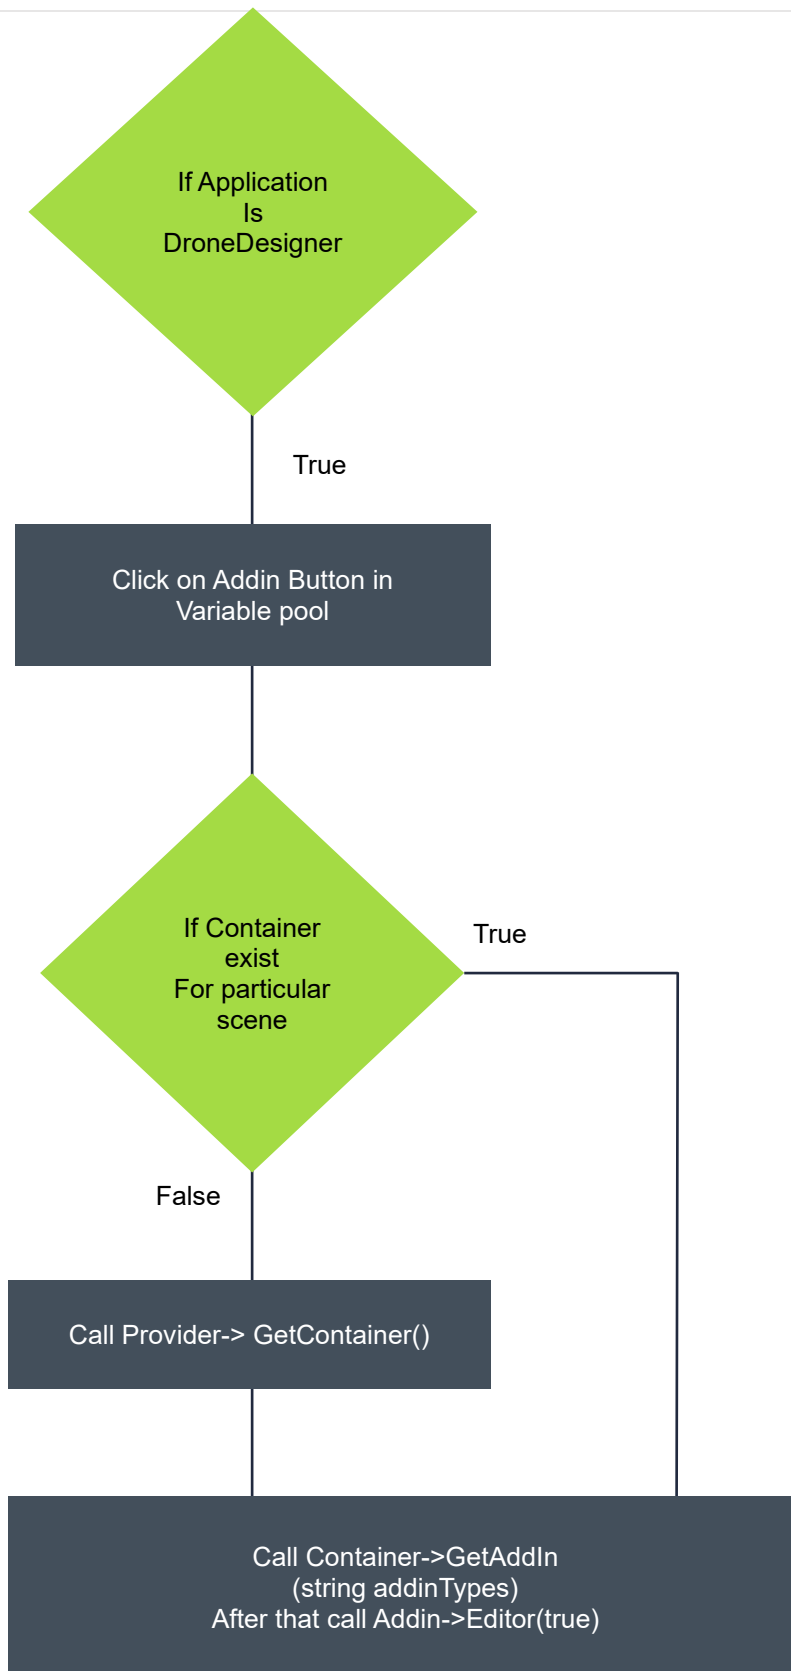 If Application
Is
DroneDesigner
True
Click on Addin Button in
Variable pool
If Container
exist
For particular
scene
True
False
Call Provider-> GetContainer()
Call Container->GetAddIn
(string addinTypes)
After that call Addin->Editor(true)